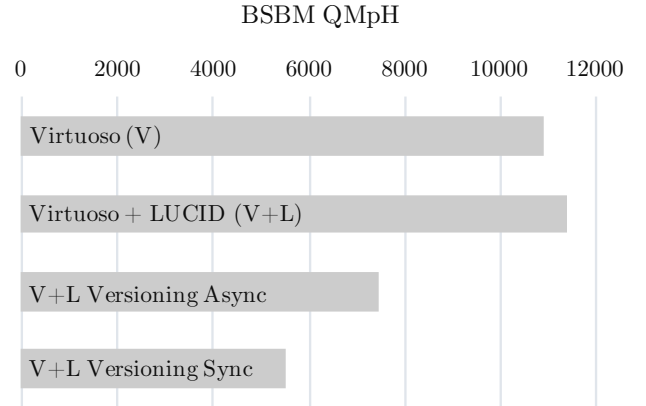 BSBM QMpH
0 2000 4000 6000 8000 10000 12000
Virtuoso (V)
Virtuoso + LUCID (V+L)
V+L Versioning Async
V+L Versioning Sync